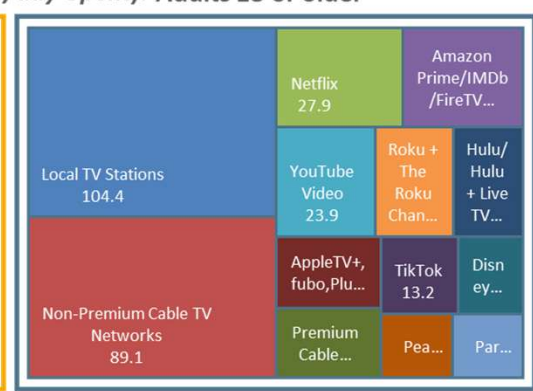 Adults 25 or older
Local TV Stations
104.4
Non-Premium Cable TV
Networks
89.1
Netflix
27.9
Amazon
Prime/IMDb
/FireTV...
YouTube
Video
23.9
Roku +
The
Roku
Chan...
Hulu/
Hulu
+ Live
TV...
AppleTV+,
fubo,Plu...
TikTok
13.2
Disn
ey...
Premium
Cable...
Pea...
Par...